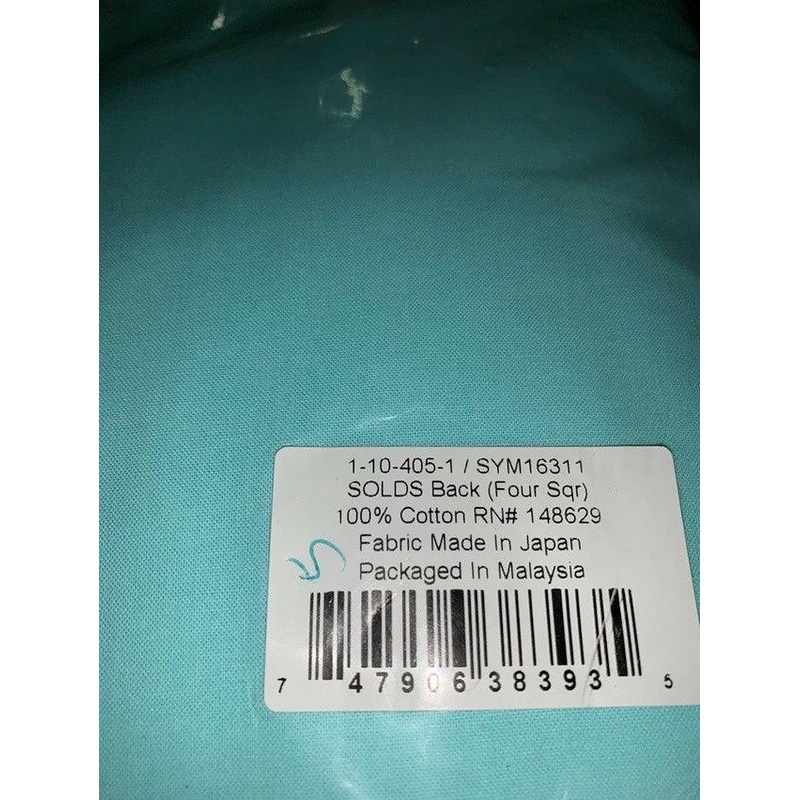 1-10-405-1 / SYM16311
SOLDS Back (Four Sqr)
100% Cotton RN# 148629
Fabric Made In Japan
Packaged In Malaysia
7 47906 38393 5